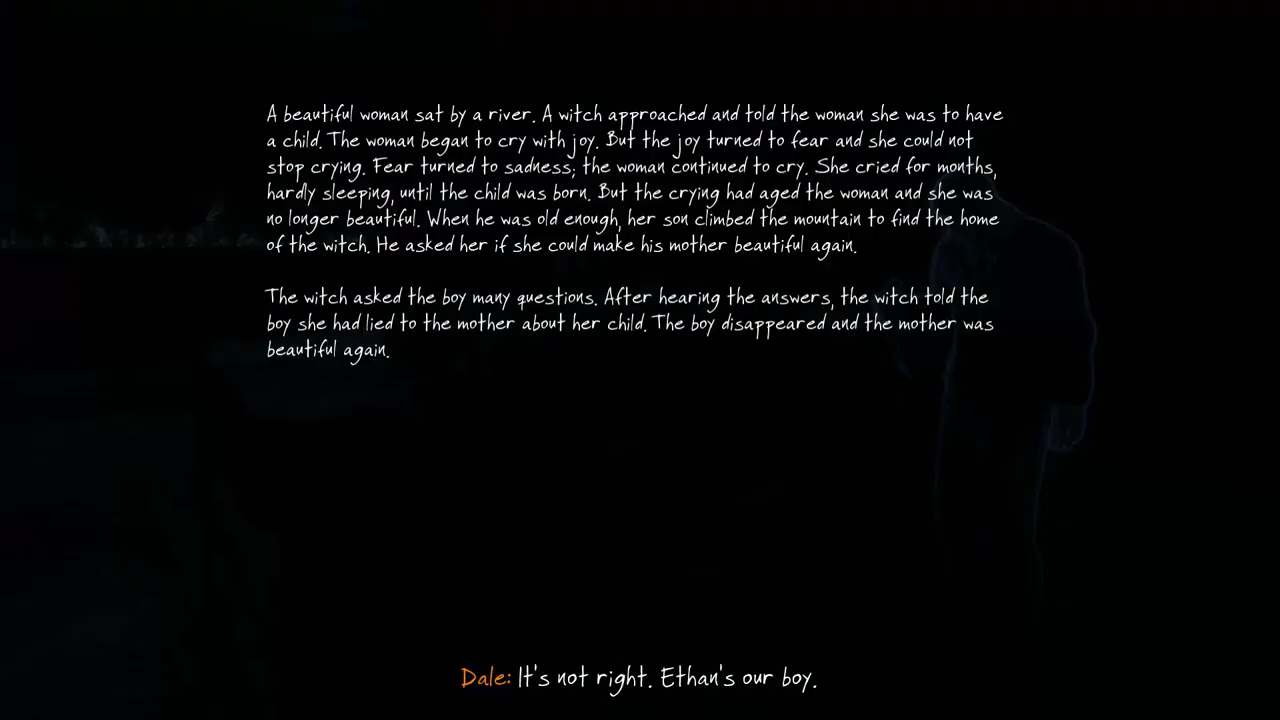 A beautiful woman sat by a river. A witch approached and told the woman she was to have
a child. The woman began to cry with joy. But the joy turned to fear and she could not
stop crying. Fear turned to sadness; the woman continued to cry. She cried for months,
hardly sleeping, until the child was born. But the crying had aged the woman and she was
no longer beautiful. When he was old enough, her son climbed the mountain to find the home
of the witch. He asked her if she could make his mother beautiful again.
The witch asked the boy many questions. After hearing the answers, the witch told the
boy she had lied to the mother about her child. The boy disappeared and the mother was
beautiful again.
Dale: It's not right. Ethan's our boy.